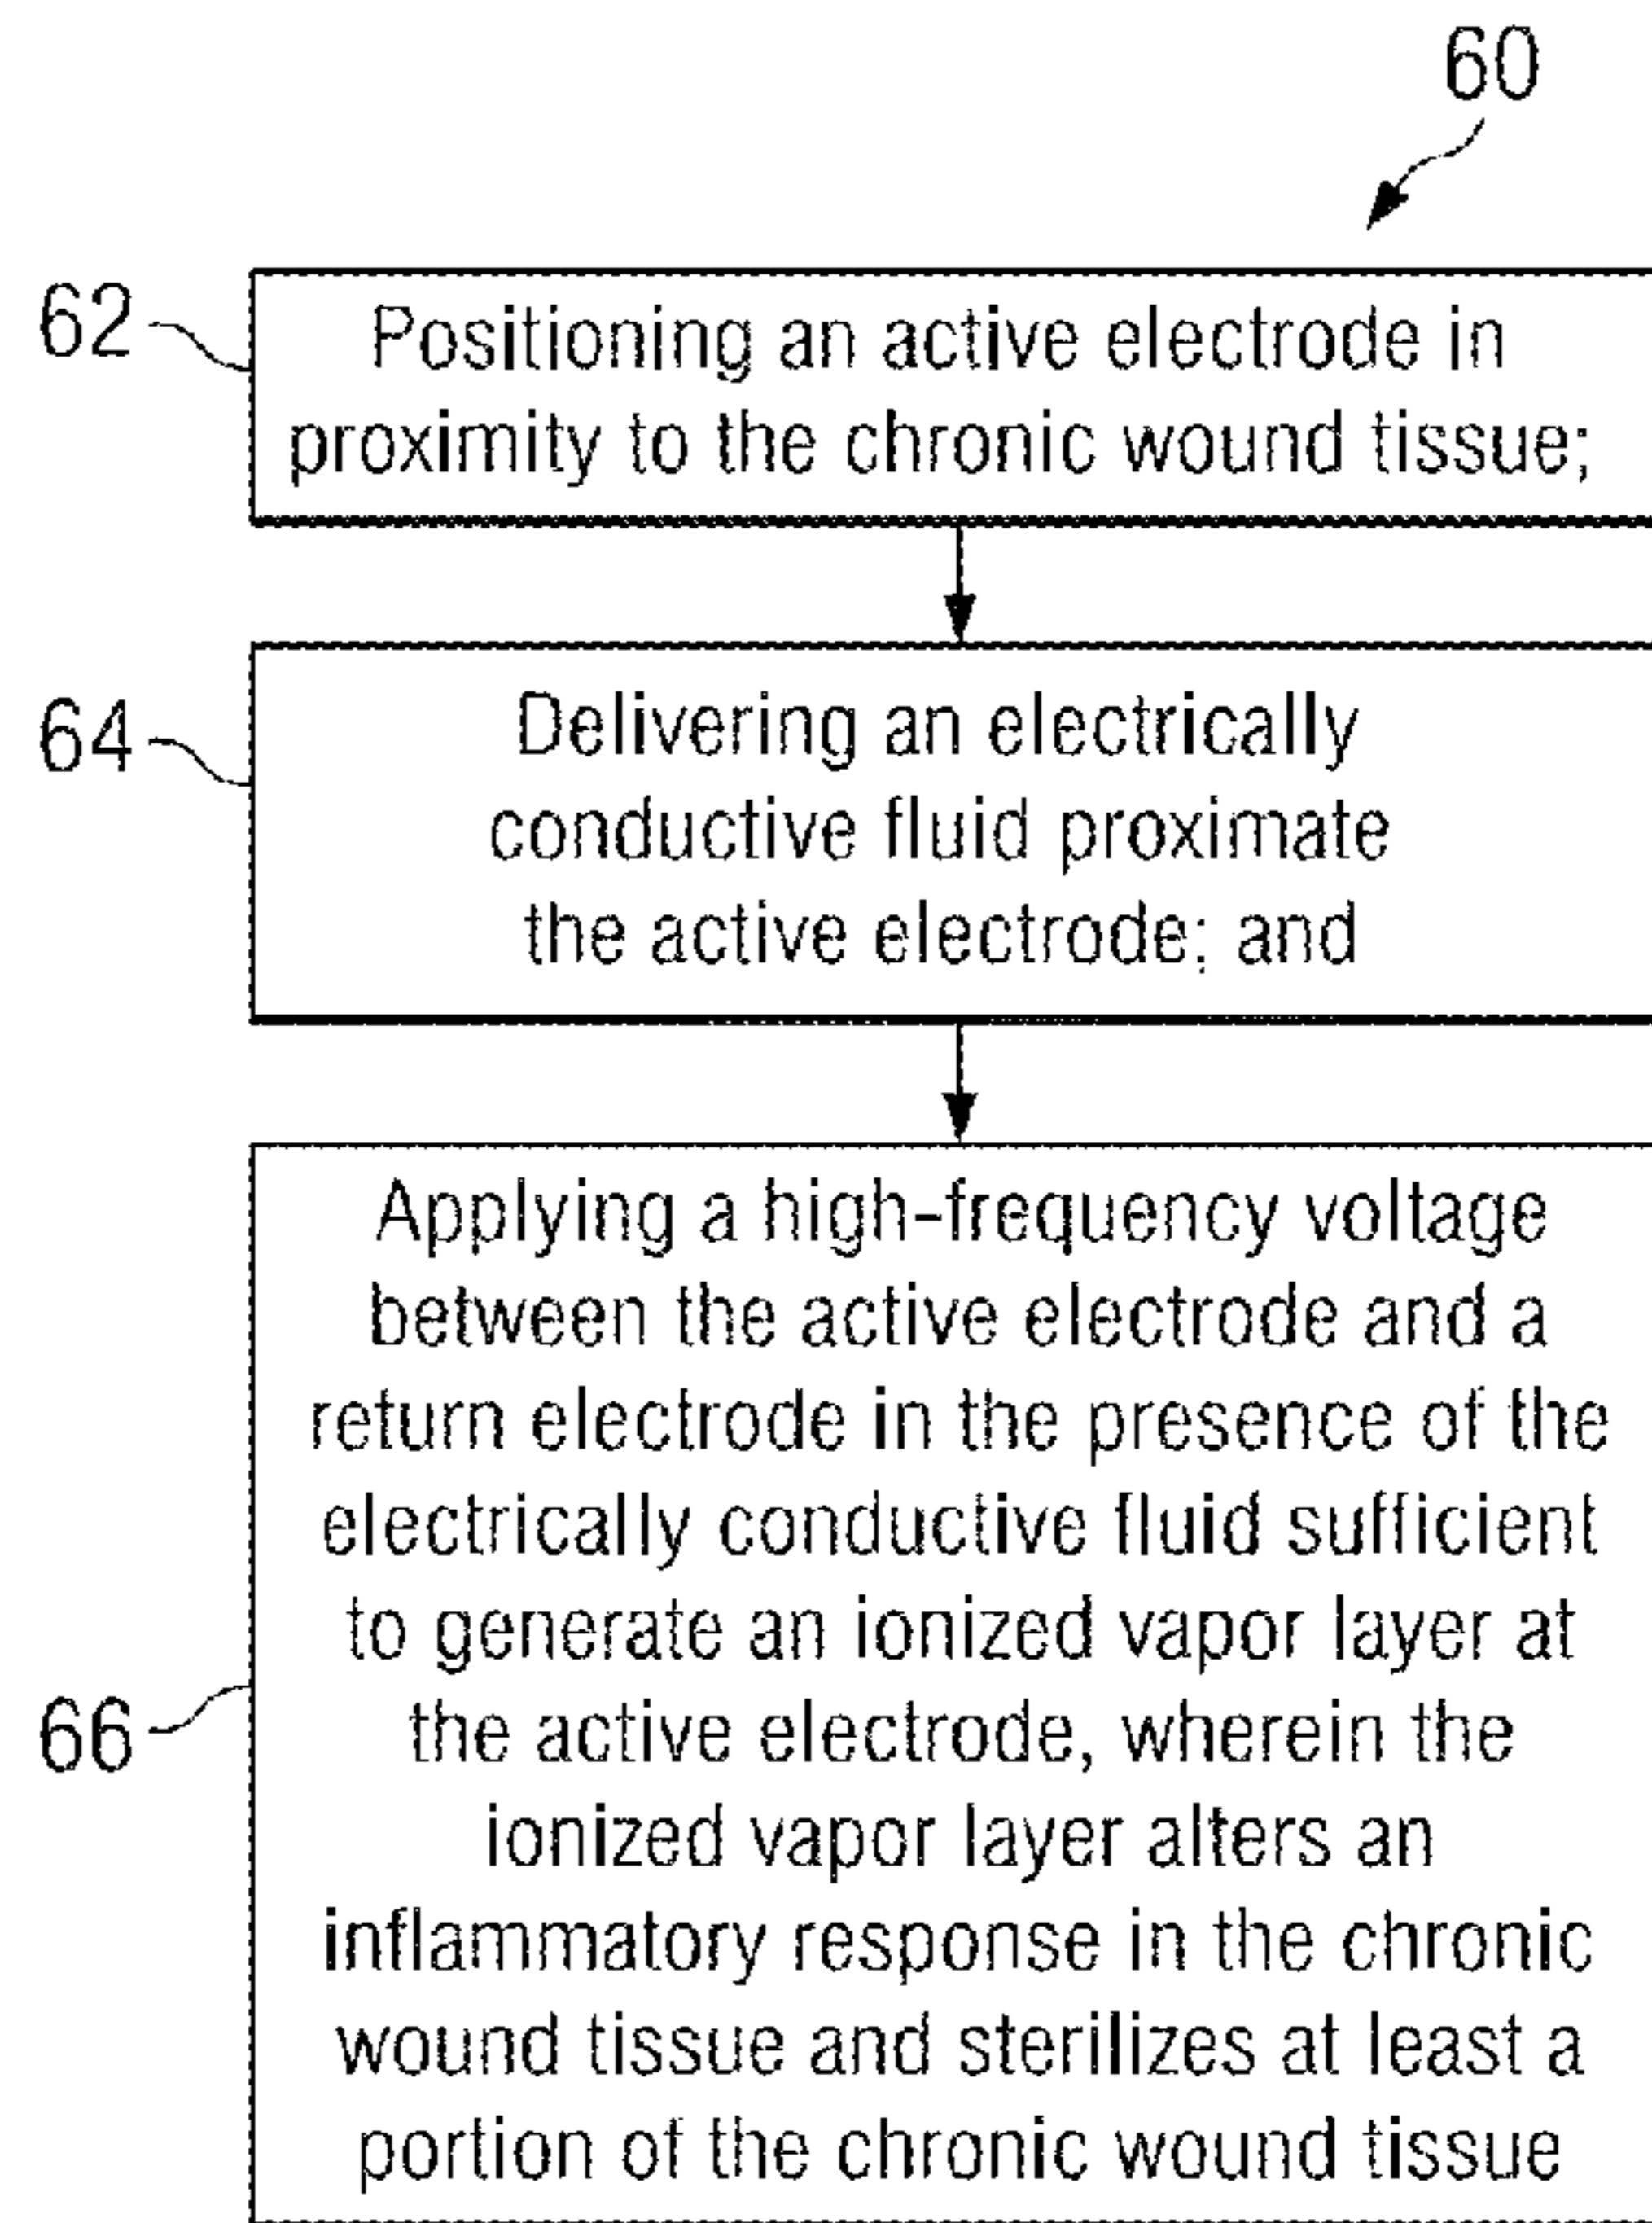 60
62
Positioning an active electrode in
proximity to the chronic wound tissue;
64
Delivering an electrically
conductive fluid proximate
the active electrode; and
66
Applying a high-frequency voltage
between the active electrode and a
return electrode in the presence of the
electrically conductive fluid sufficient
to generate an ionized vapor layer at
the active electrode, wherein the
ionized vapor layer alters an
inflammatory response in the chronic
wound tissue and sterilizes at least a
portion of the chronic wound tissue